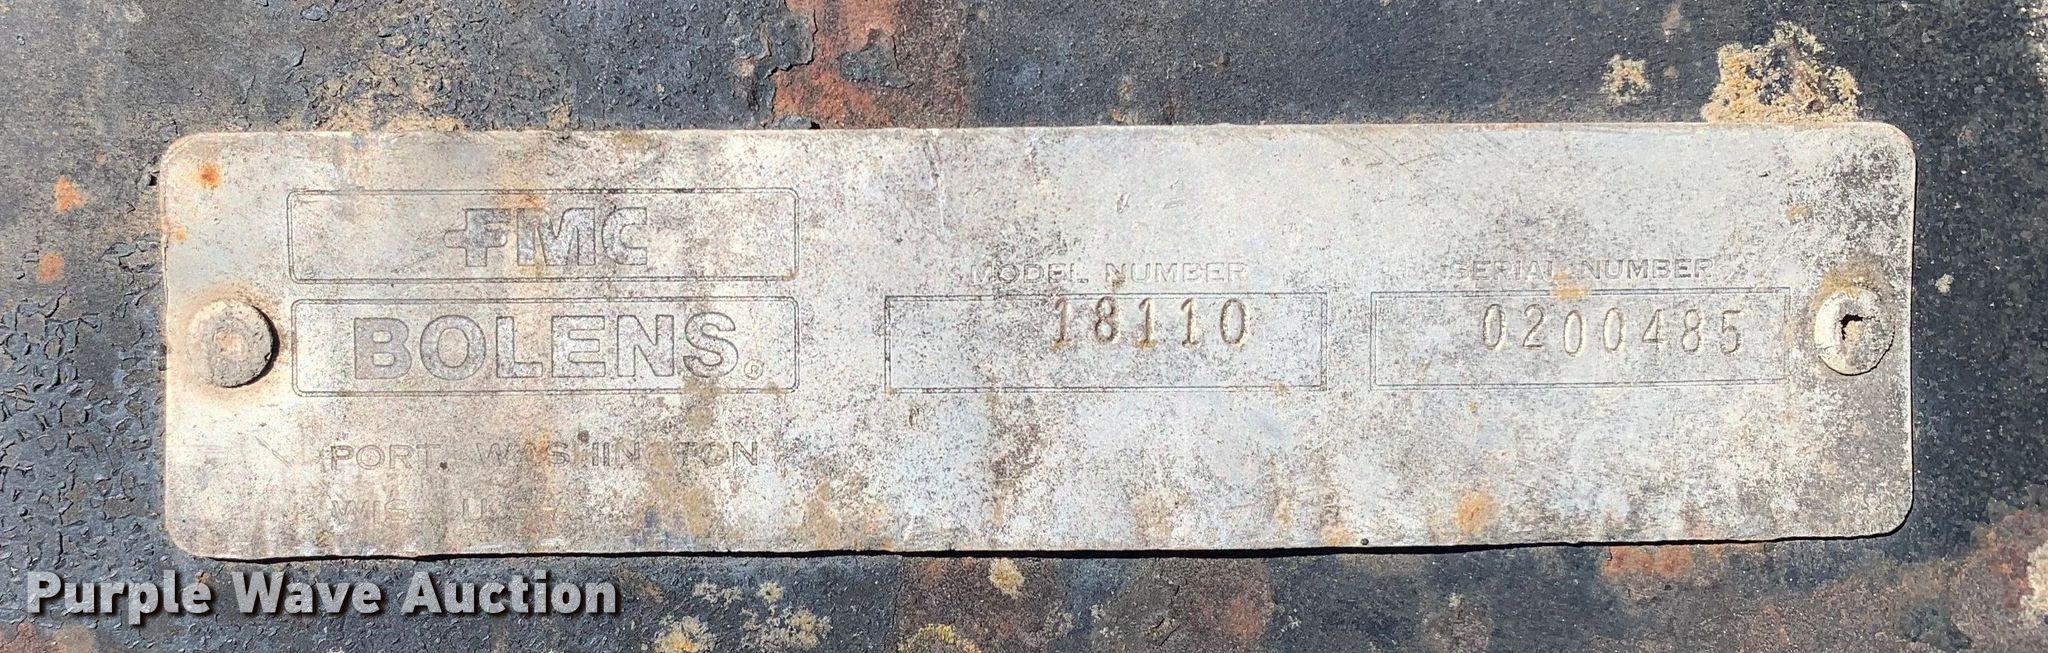 FMC
BOLENS®
MODEL NUMBER
18110
SERIAL NUMBER
0200485
PORT WASHINGTON
WIS. U.S.
Purple Wave Auction